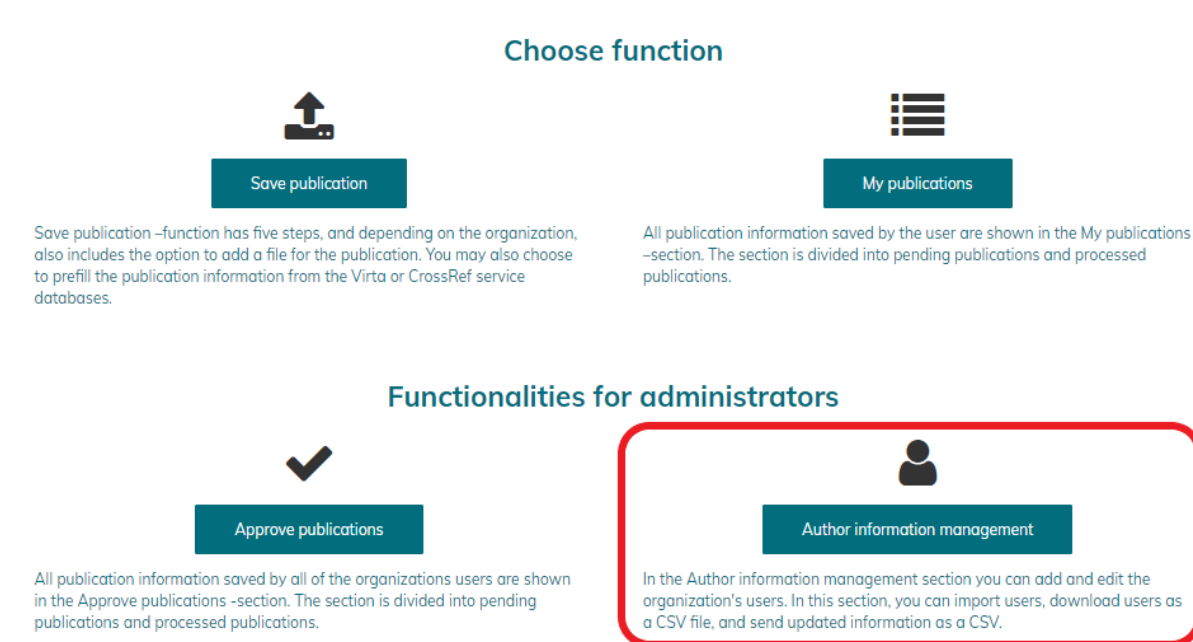 Choose function
Save publication
My publications
Save publication –function has five steps, and depending on the organization,
also includes the option to add a file for the publication. You may also choose
to prefill the publication information from the Virta or CrossRef service
databases.
All publication information saved by the user are shown in the My publications
–section. The section is divided into pending publications and processed
publications.
Functionalities for administrators
Approve publications
Author information management
All publication information saved by all of the organizations users are shown
in the Approve publications -section. The section is divided into pending
publications and processed publications.
In the Author information management section you can add and edit the
organization's users. In this section, you can import users, download users as
a CSV file, and send updated information as a CSV.